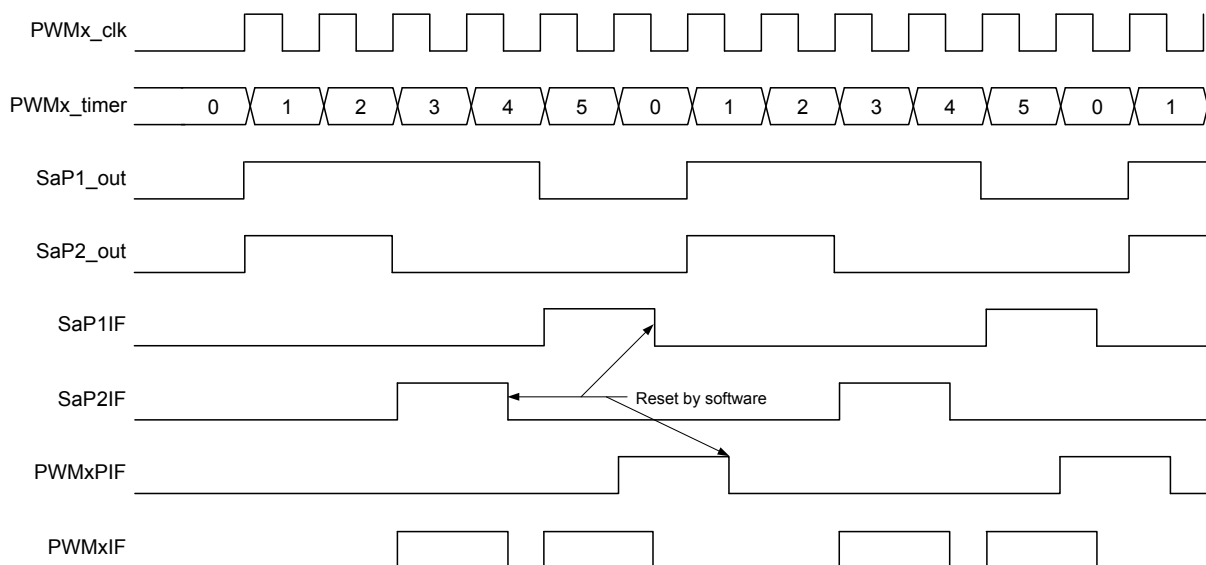 PWMx_clk
PWMx_timer 0 1 2 3 4 5 0 1 2 3 4 5 0 1
SaP1_out
SaP2_out
SaP1IF
SaP2IF Reset by software
PWMxPIF
PWMxIF